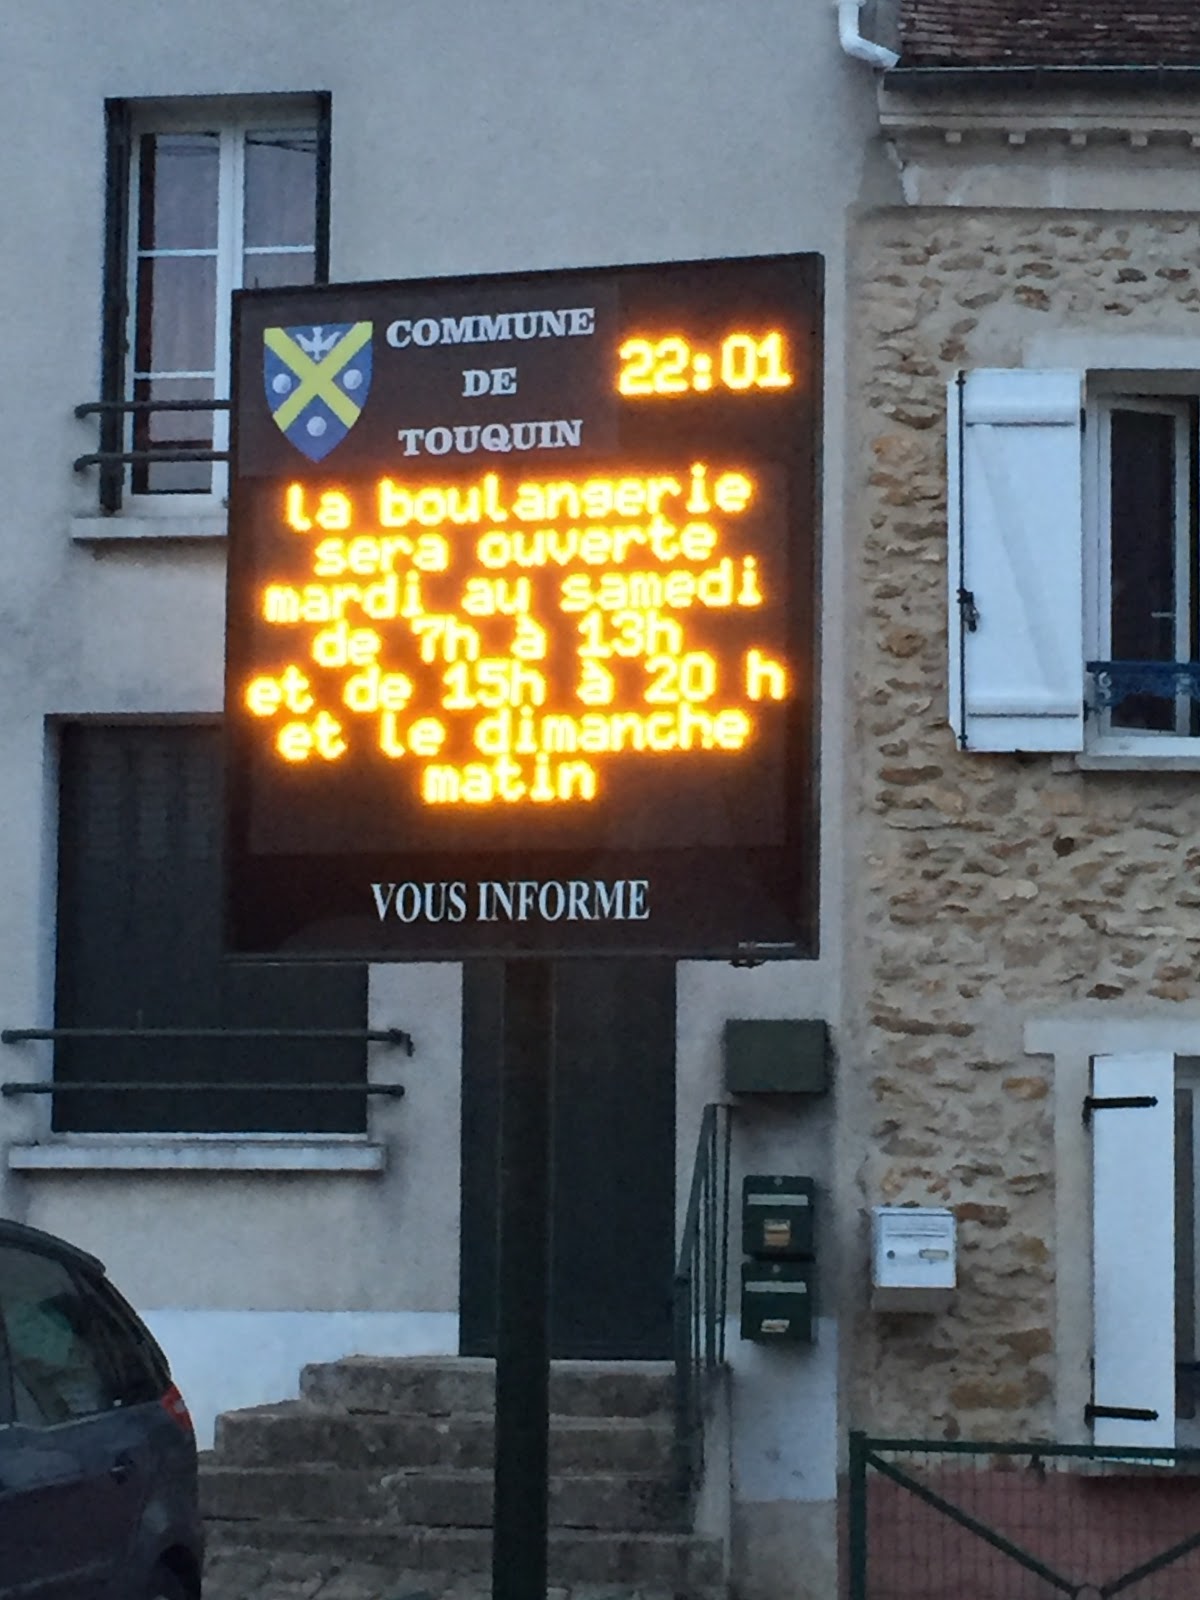 COMMUNE
DE
TOUQUIN
22:01
la boulangerie
sera ouverte
mardi au samedi
de 7h à 13h
et de 15h à 20 h
et le dimanche
matin
VOUS INFORME